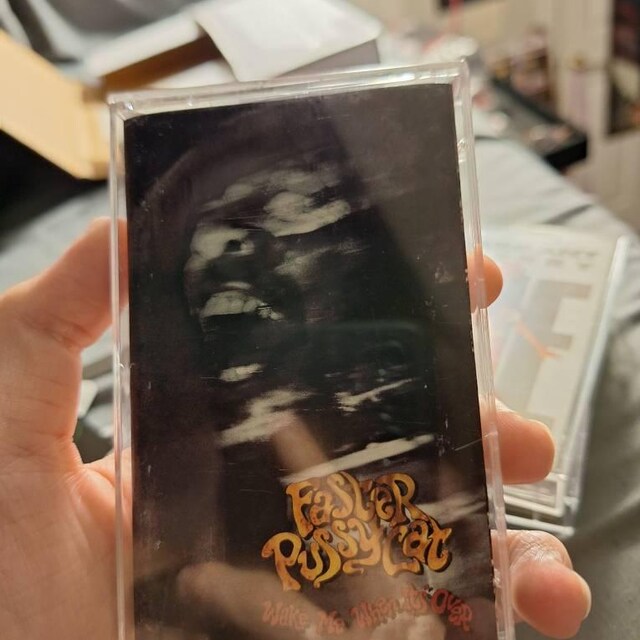 FASTER
PUSSYCAT
WAKE ME WHEN IT'S OVER